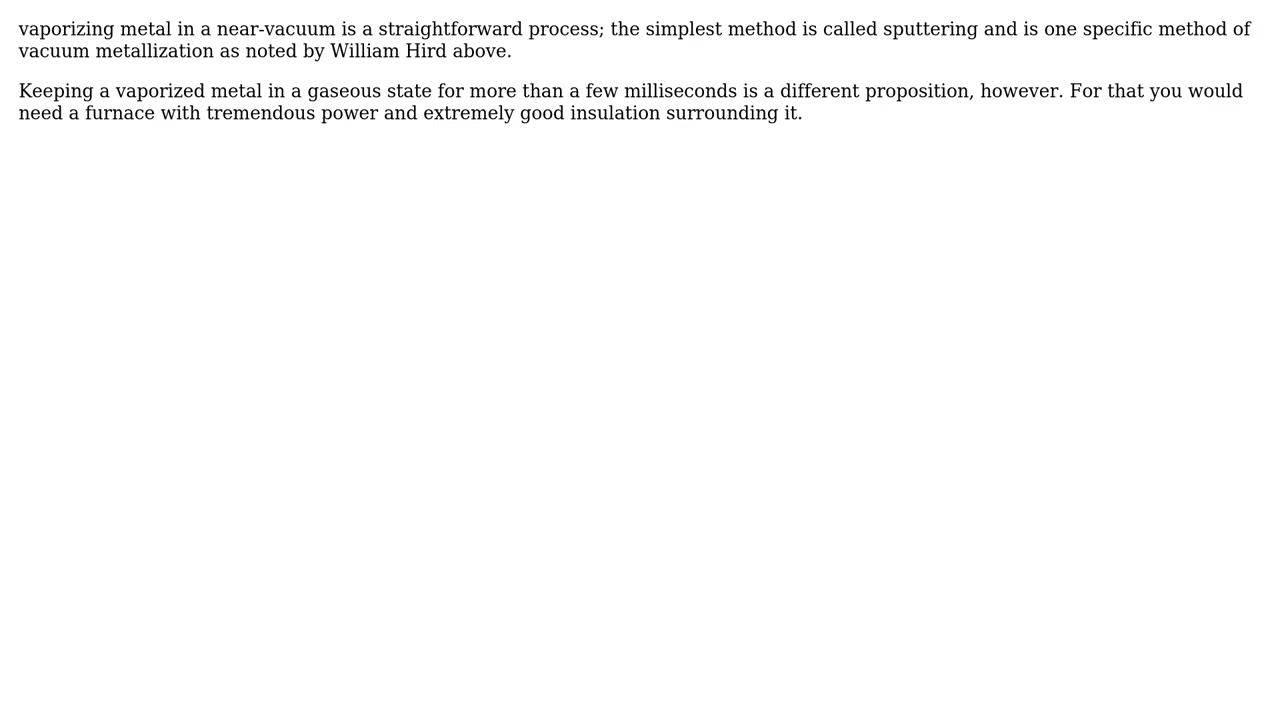 vaporizing metal in a near-vacuum is a straightforward process; the simplest method is called sputtering and is one specific method of
vacuum metallization as noted by William Hird above.
Keeping a vaporized metal in a gaseous state for more than a few milliseconds is a different proposition, however. For that you would
need a furnace with tremendous power and extremely good insulation surrounding it.